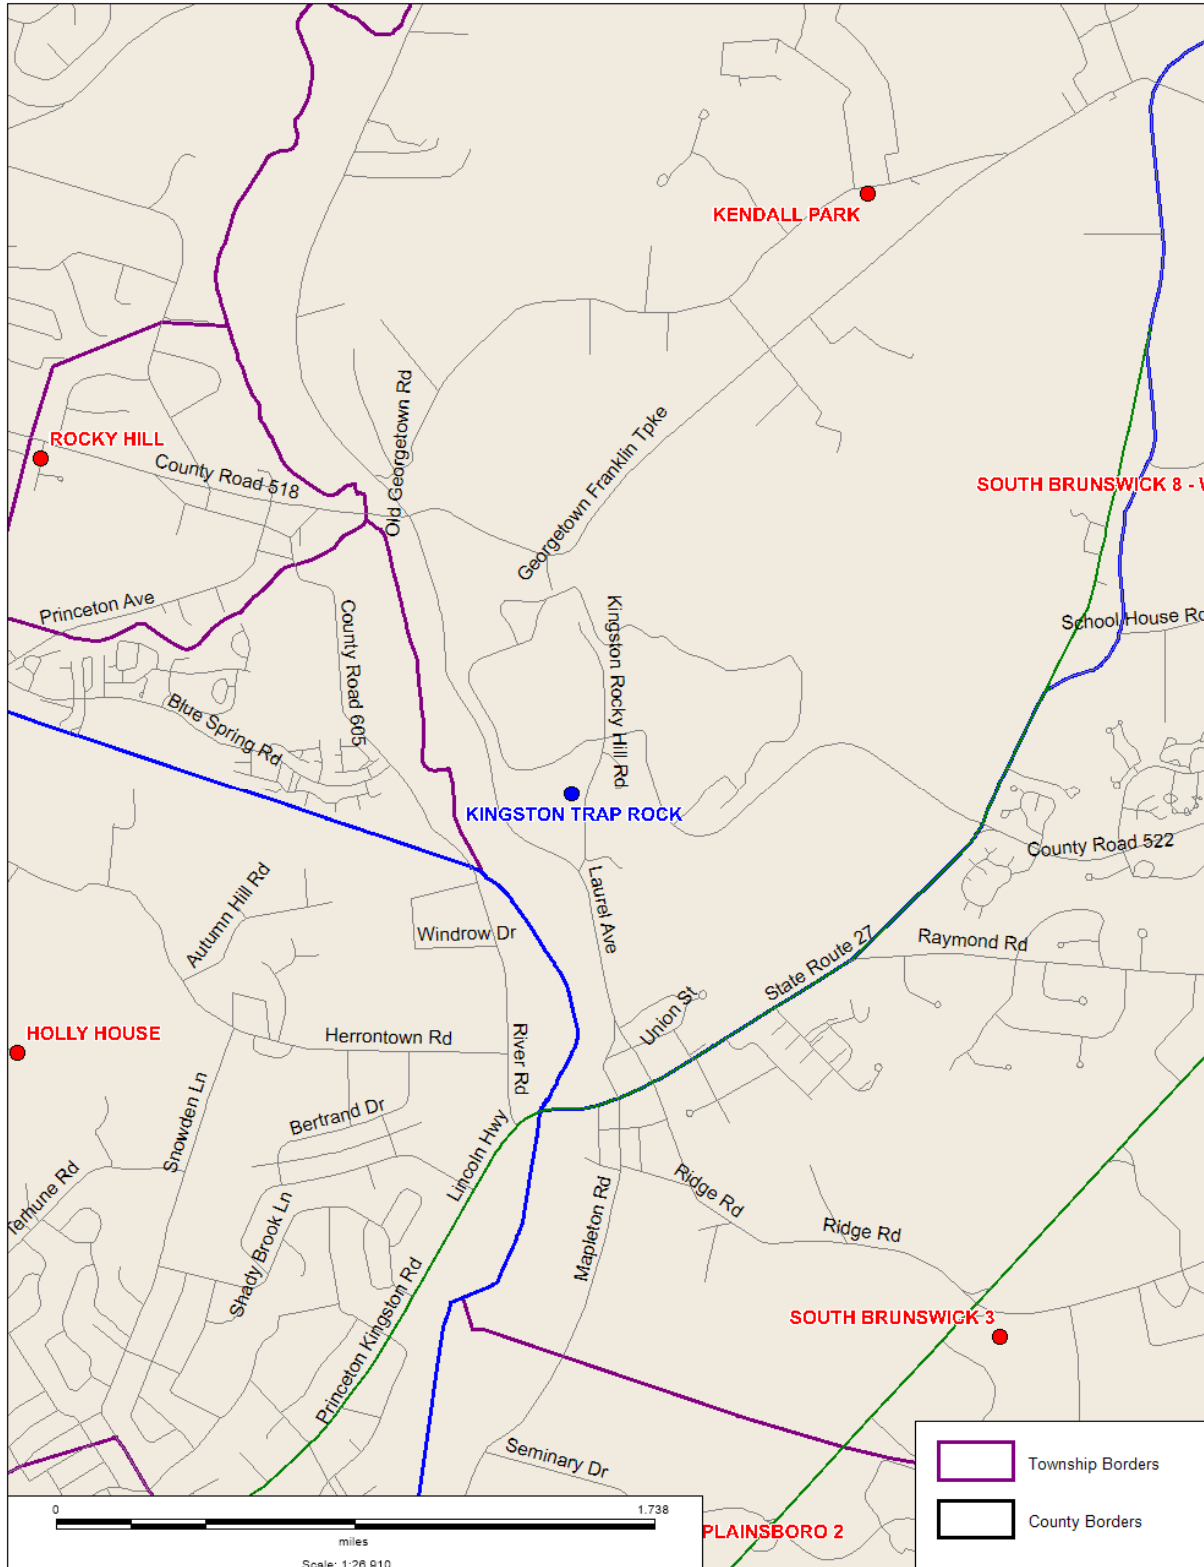 KENDALL PARK
Old Georgetown Rd
ROCKY HILL
County Road 518
Georgetown Franklin Tpke
SOUTH BRUNSWICK 8 - W
Princeton Ave
County Road 605
Kingston Rocky Hill Rd
School House Rd
Blue Spring Rd
KINGSTON TRAP ROCK
County Road 522
Autumn Hill Rd
Laurel Ave
Windrow Dr
Raymond Rd
State Route 27
Union St
HOLLY HOUSE
Herrontown Rd
River Rd
Snowden Ln
Bertrand Dr
Lincoln Hwy
Terhune Rd
Shady Brook Ln
Ridge Rd
Mapleton Rd
Ridge Rd
Princeton Kingston Rd
SOUTH BRUNSWICK 3
Seminary Dr
Township Borders
County Borders
0 1.738
miles
Scale: 1:26,910
PLAINSBORO 2